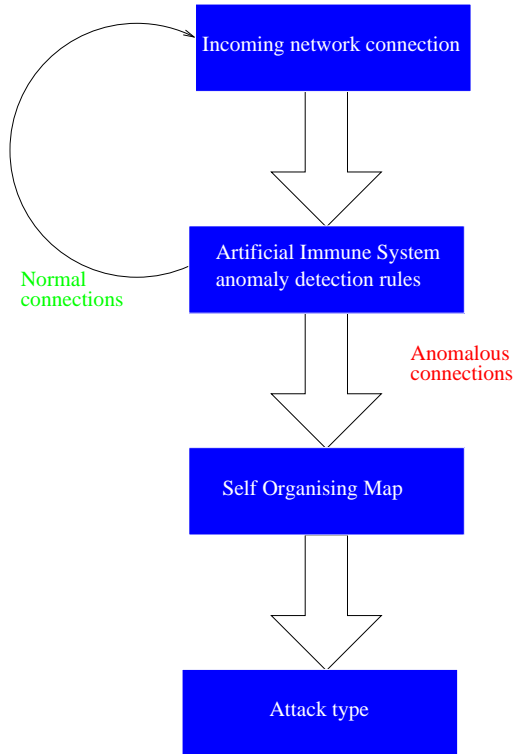 Incoming network connection
Artificial Immune System
anomaly detection rules
Normal
connections
Anomalous
connections
Self Organising Map
Attack type